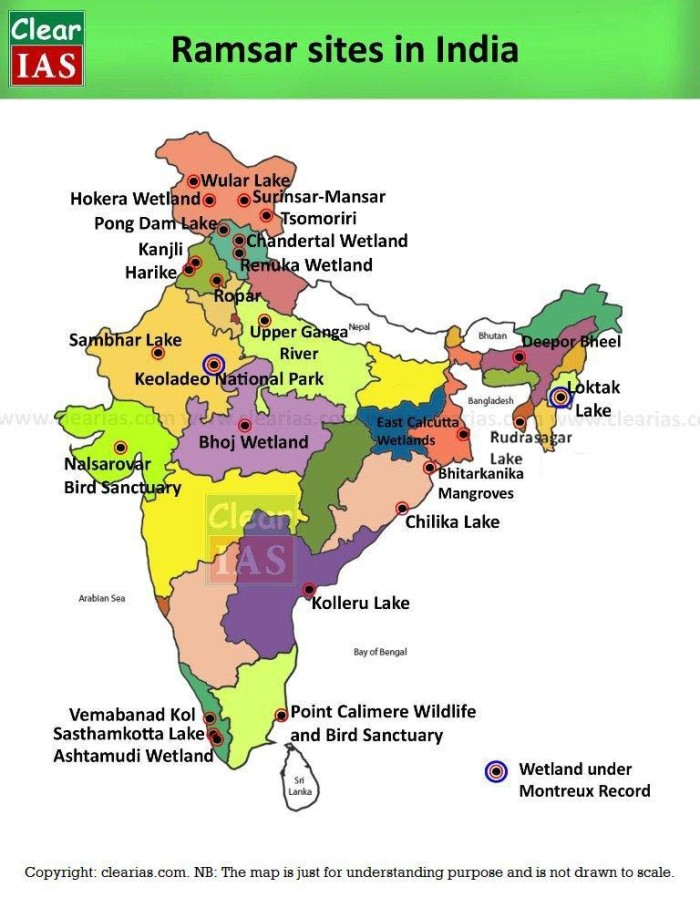 Clear
IAS
Ramsar sites in India
Wular Lake
Hokera Wetland
Surinsar-Mansar
Tsomoriri
Pong Dam Lake
Chandertal Wetland
Kanjli
Renuka Wetland
Harike
Ropar
Upper Ganga
River
Nepal
Sambhar Lake
Bhutan
Deepor Bheel
Keoladeo National Park
Loktak
Lake
Bangladesh
www.clearias.com
East Calcutta
Wetlands
Bhoj Wetland
Rudrasagar
Lake
Nalsarovar
Bird Sanctuary
Bhitarkanika
Mangroves
Clear
IAS
Chilika Lake
Arabian Sea
Kolleru Lake
Bay of Bengal
Vemabanad Kol
Sasthamkotta Lake
Ashtamudi Wetland
Point Calimere Wildlife
and Bird Sanctuary
Sri
Lanka
Wetland under
Montreux Record
Copyright: clearias.com. NB: The map is just for understanding purpose and is not drawn to scale.